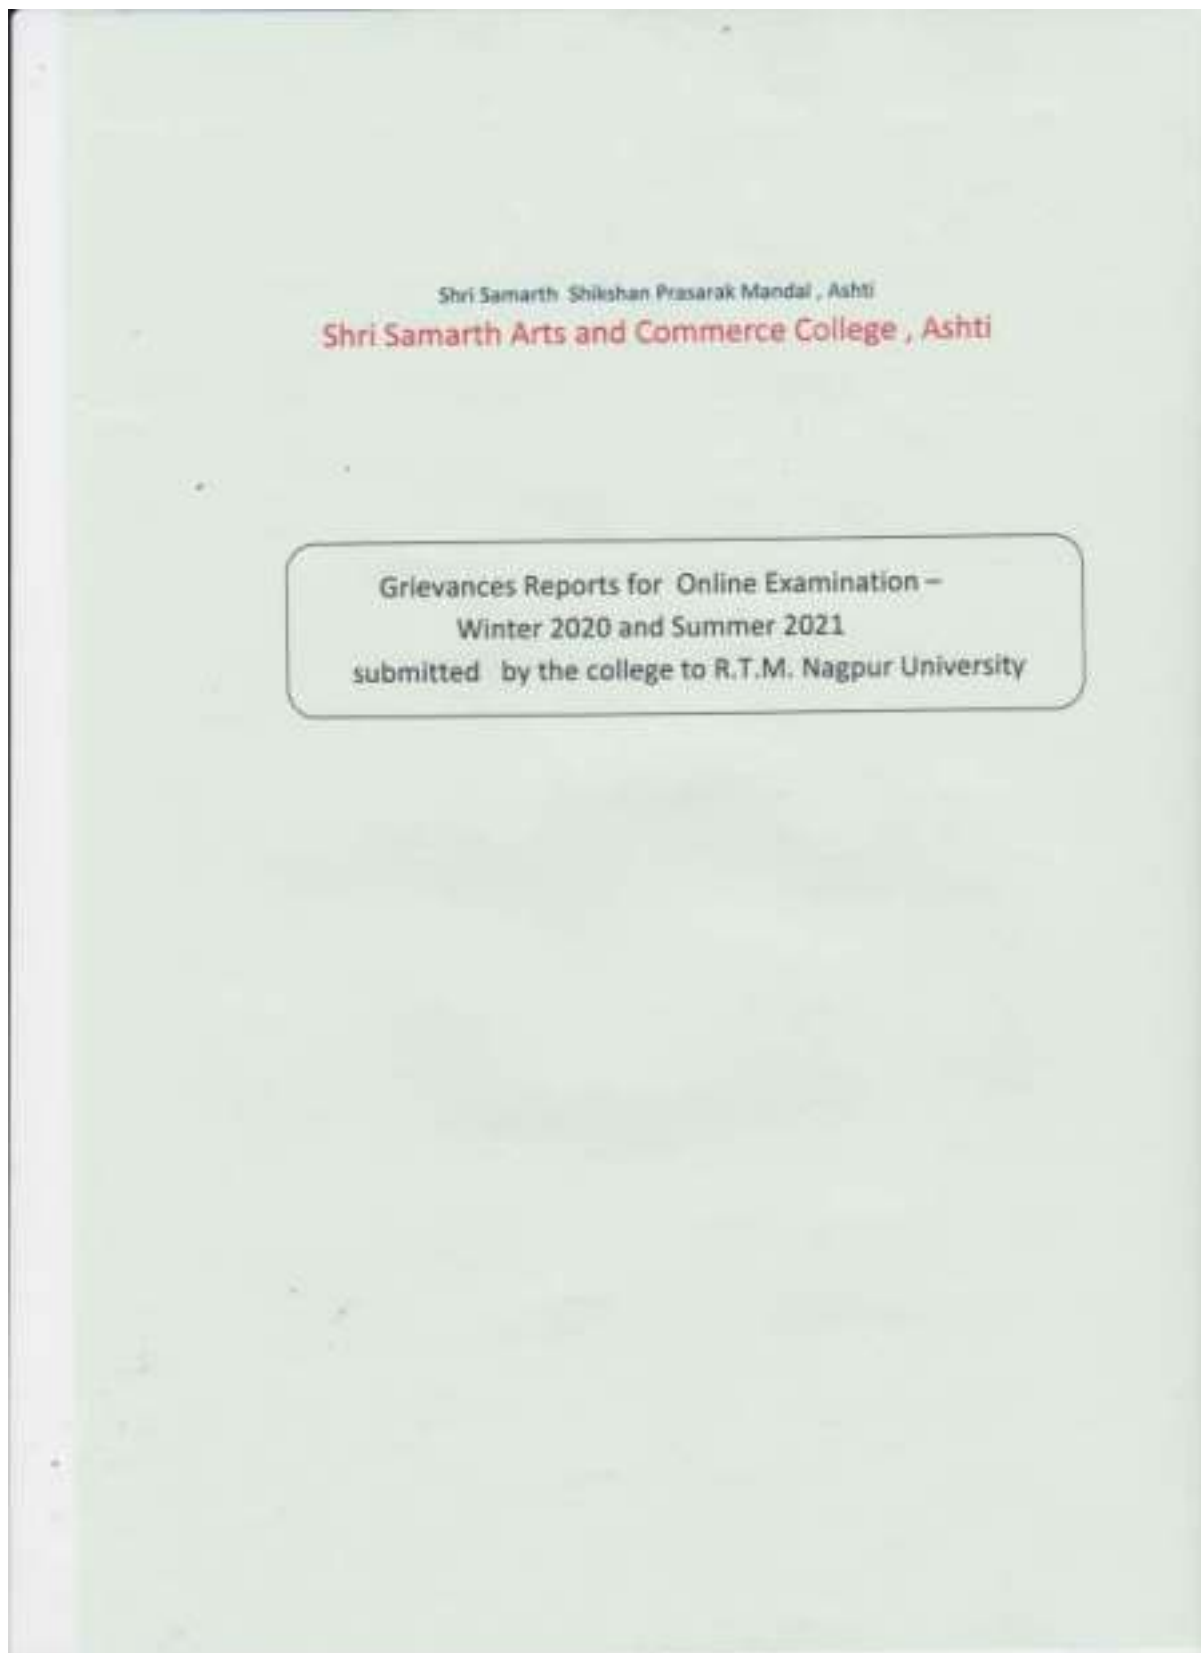 Shri Samarth Shikshan Prasarak Mandal , Ashti
Shri Samarth Arts and Commerce College , Ashti
Grievances Reports for Online Examination –
Winter 2020 and Summer 2021
submitted by the college to R.T.M. Nagpur University